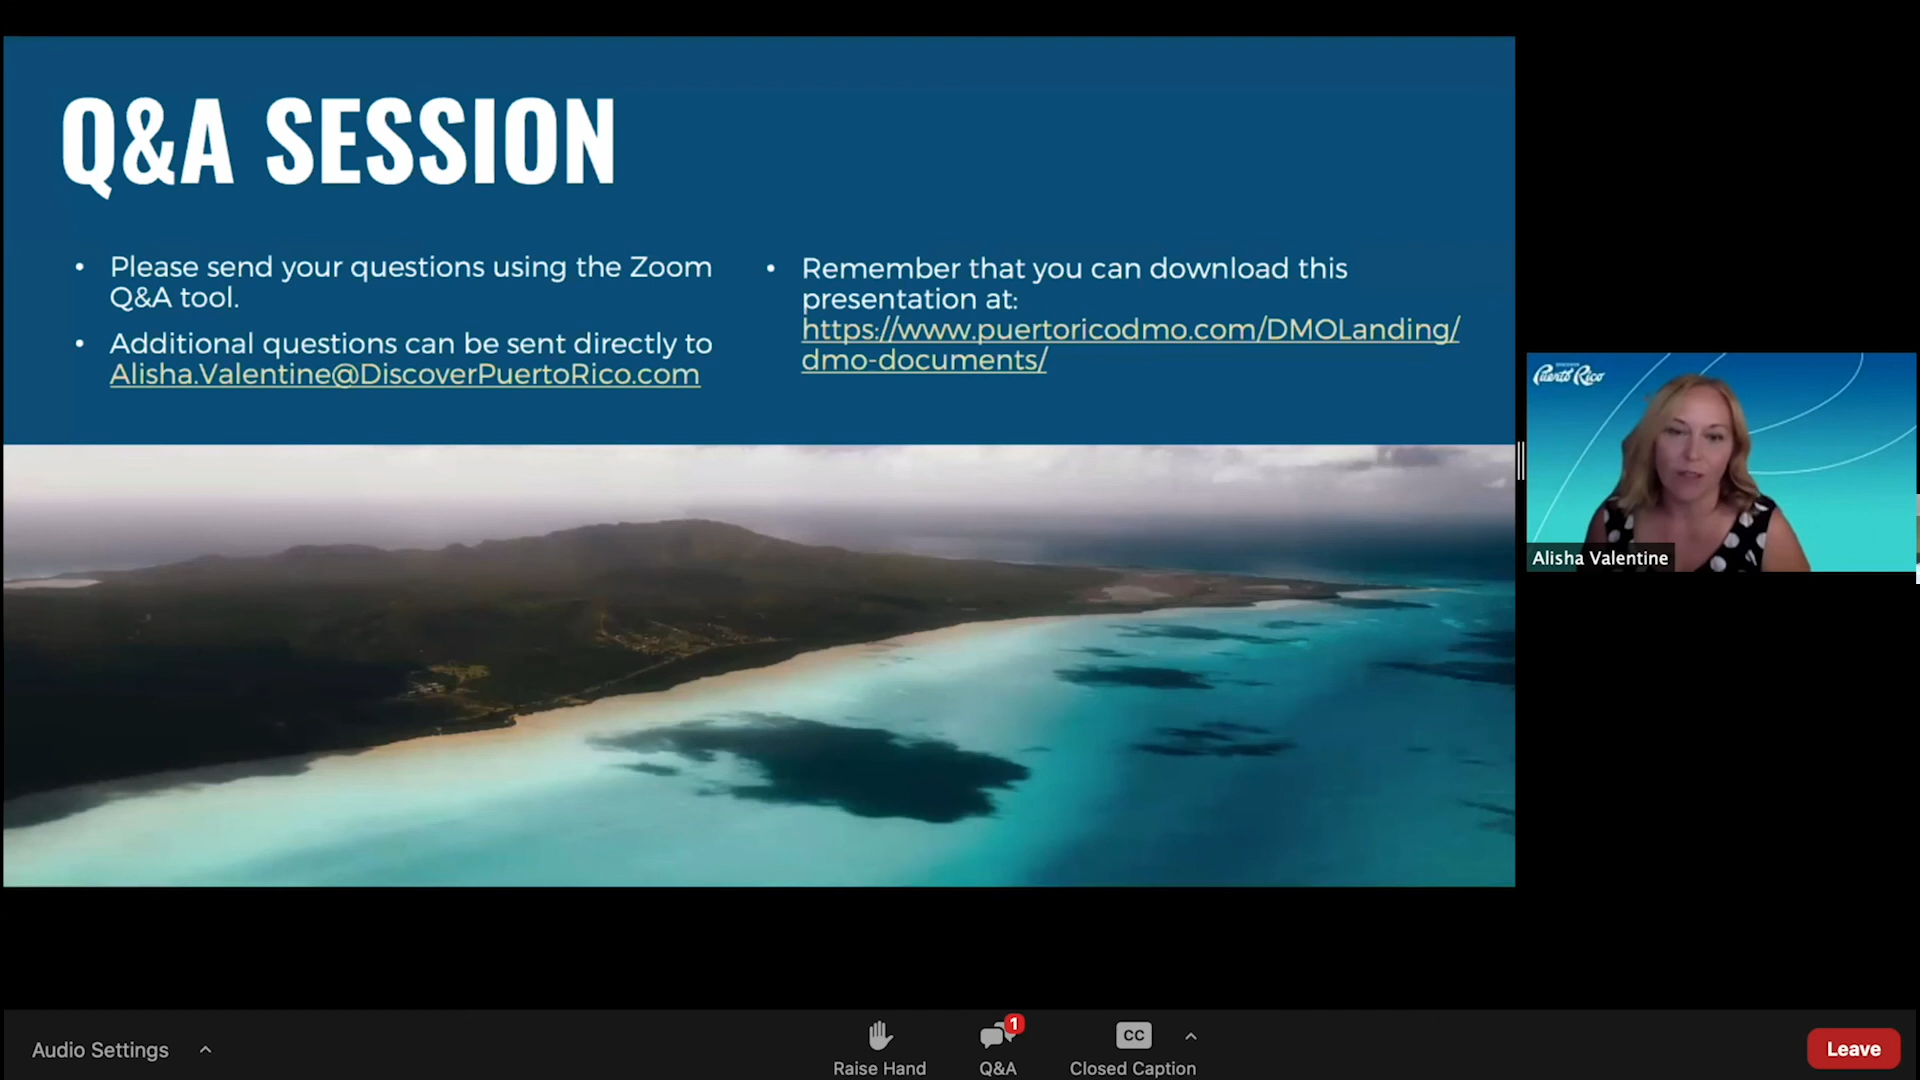 Q&A SESSION
• Please send your questions using the Zoom
Q&A tool.
• Additional questions can be sent directly to
Alisha.Valentine@DiscoverPuertoRico.com
• Remember that you can download this
presentation at:
https://www.puertoricodmo.com/DMOLanding/
dmo-documents/
Puerto Rico
Alisha Valentine
Audio Settings
Raise Hand
1
Q&A
CC
Closed Caption
Leave